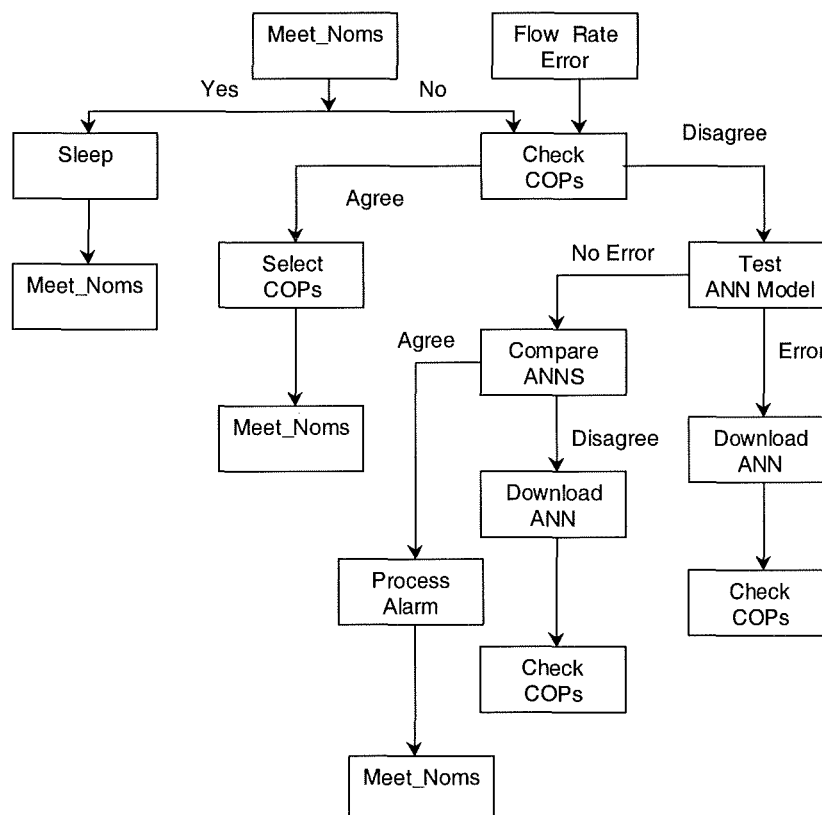 Meet_Noms
Flow Rate
Error
Yes
No
Sleep
Check
COPs
Disagree
Agree
Meet_Noms
Select
COPs
No Error
Test
ANN Model
Agree
Compare
ANNS
Error
Meet_Noms
Disagree
Download
ANN
Download
ANN
Process
Alarm
Check
COPs
Check
COPs
Meet_Noms